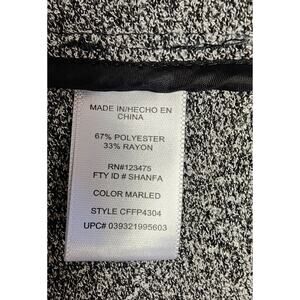 MADE IN/HECHO EN
CHINA
67% POLYESTER
33% RAYON
RN#123475
FTY ID # SHANFA
COLOR MARLED
STYLE CFFP4304
UPC# 039321995603